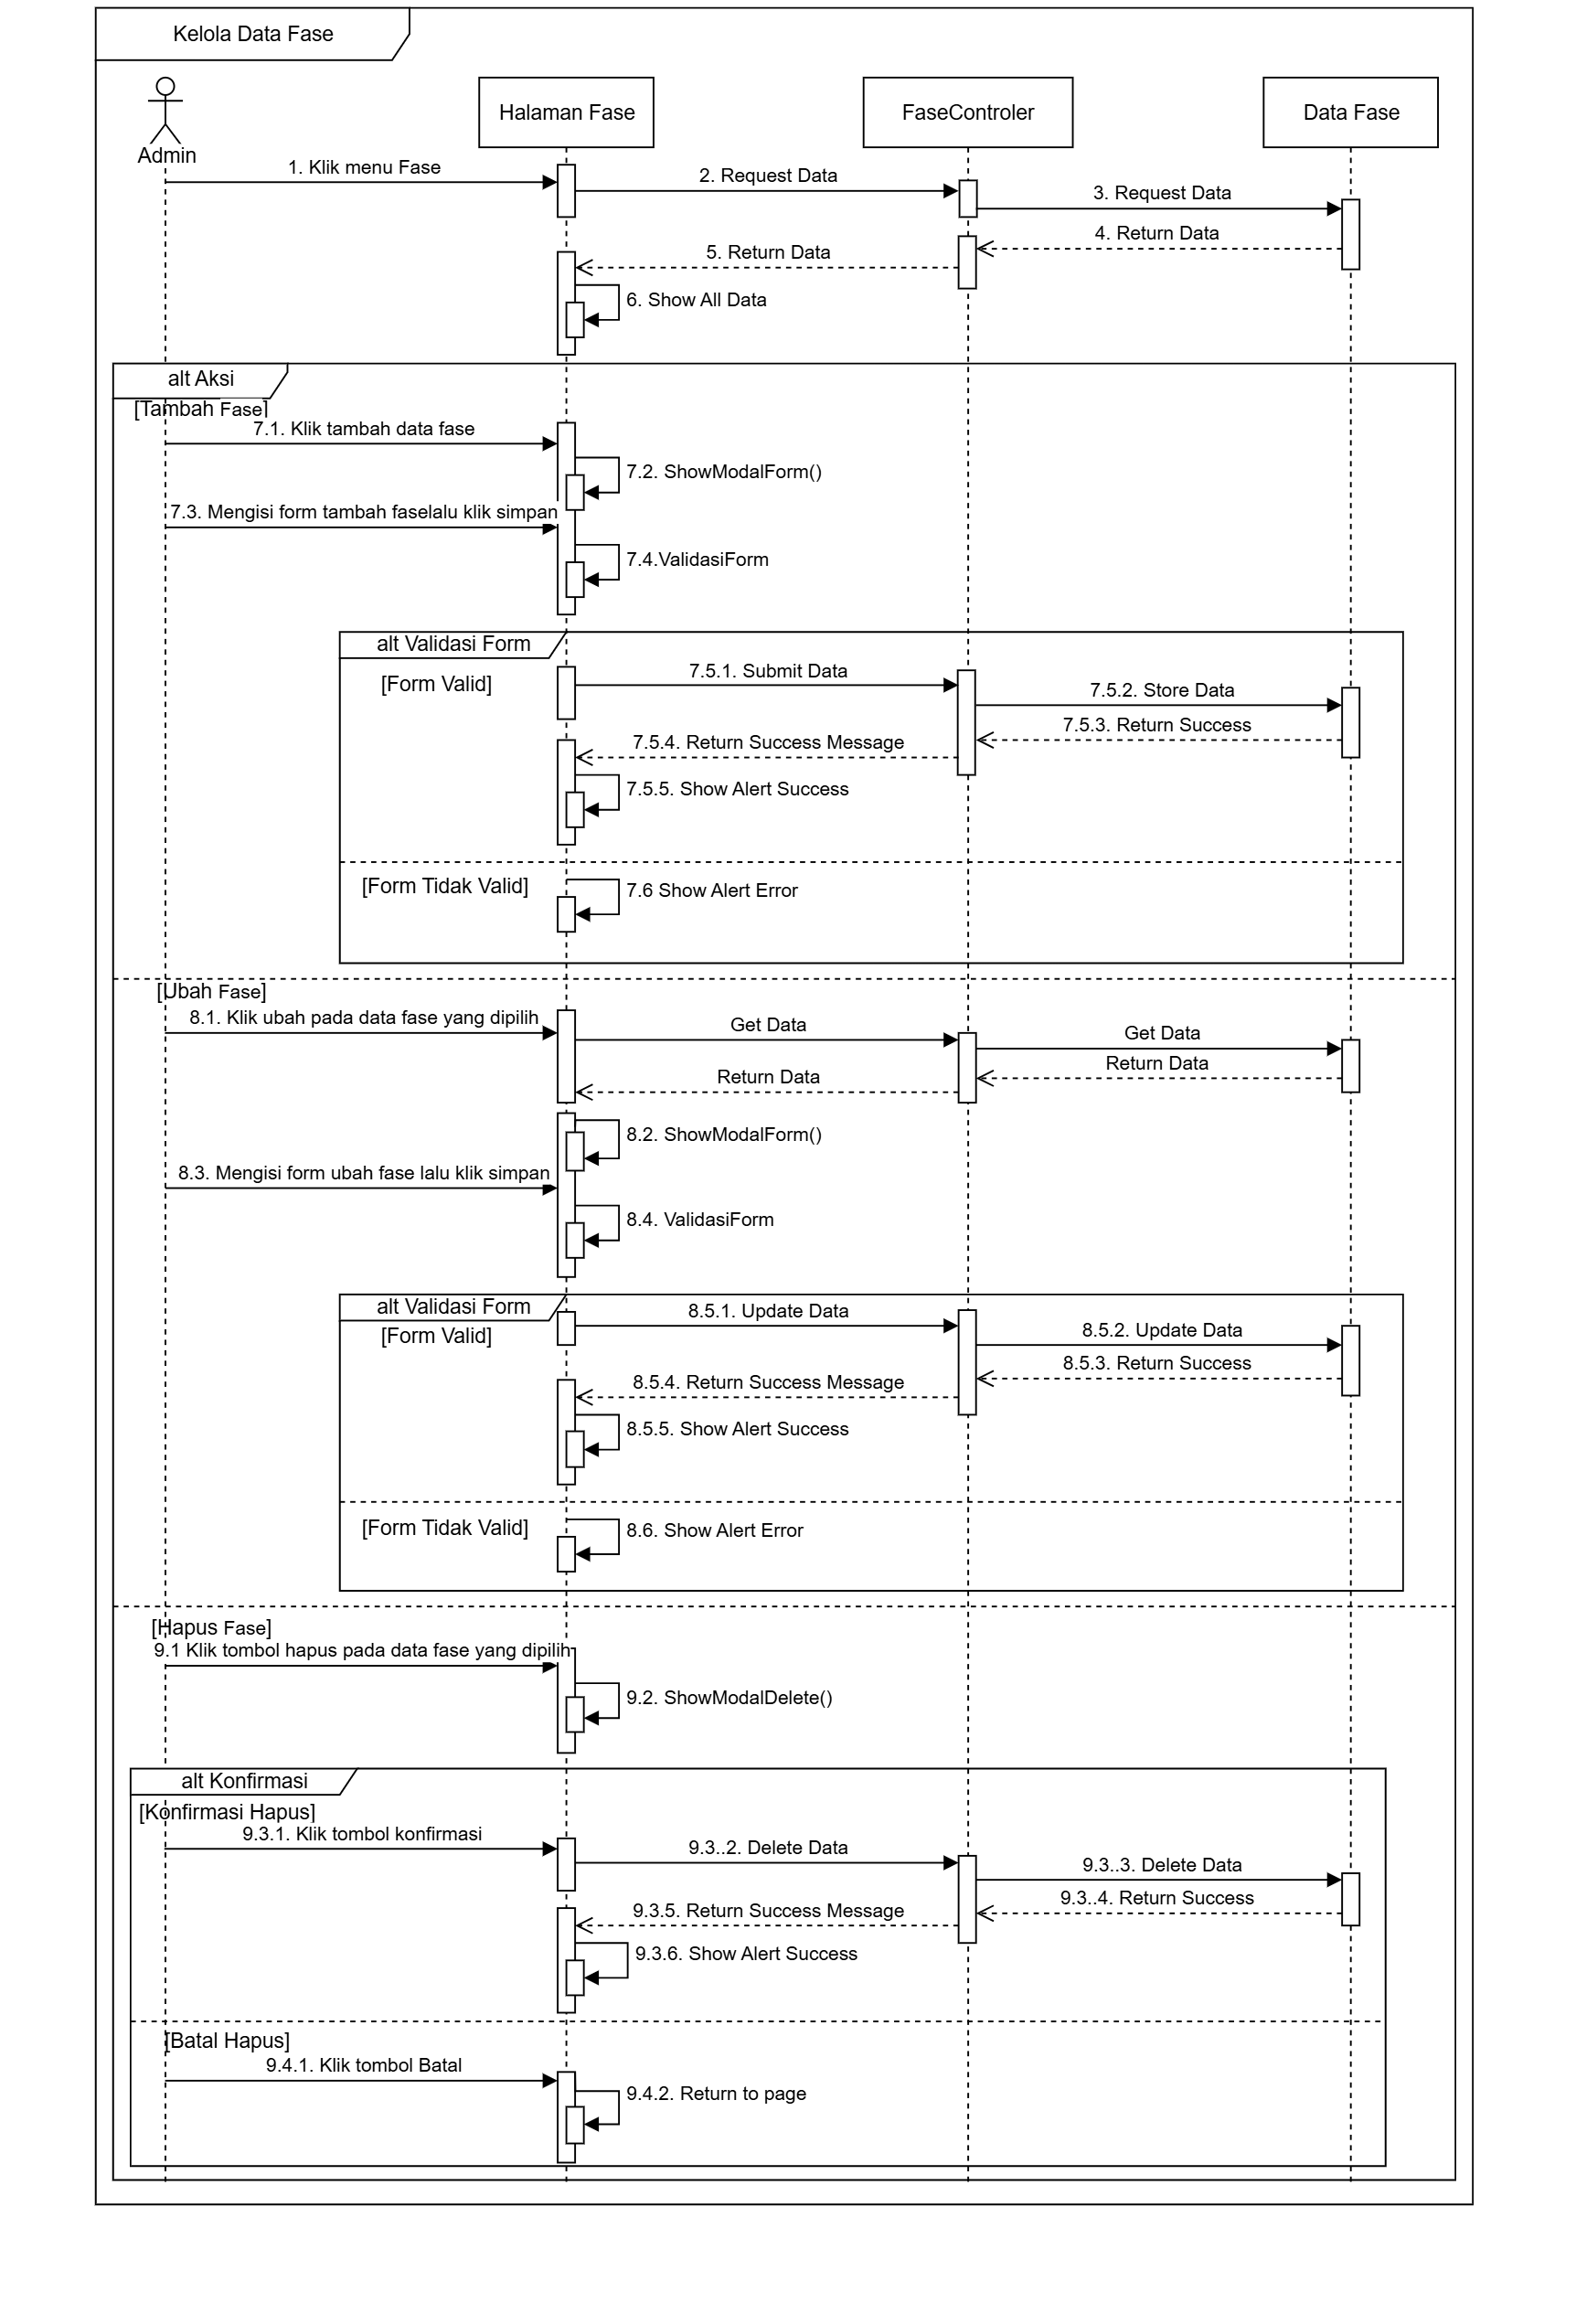 Kelola Data Fase
Admin
Halaman Fase
FaseControler
Data Fase
1. Klik menu Fase
2. Request Data
3. Request Data
4. Return Data
5. Return Data
6. Show All Data
alt Aksi
[Tambah Fase]
7.1. Klik tambah data fase
7.2. ShowModalForm()
7.3. Mengisi form tambah faselalu klik simpan
7.4.ValidasiForm
alt Validasi Form
[Form Valid]
7.5.1. Submit Data
7.5.2. Store Data
7.5.3. Return Success
7.5.4. Return Success Message
7.5.5. Show Alert Success
[Form Tidak Valid]
7.6 Show Alert Error
[Ubah Fase]
8.1. Klik ubah pada data fase yang dipilih
Get Data
Get Data
Return Data
Return Data
8.2. ShowModalForm()
8.3. Mengisi form ubah fase lalu klik simpan
8.4. ValidasiForm
alt Validasi Form
[Form Valid]
8.5.1. Update Data
8.5.2. Update Data
8.5.3. Return Success
8.5.4. Return Success Message
8.5.5. Show Alert Success
[Form Tidak Valid]
8.6. Show Alert Error
[Hapus Fase]
9.1 Klik tombol hapus pada data fase yang dipilih
9.2. ShowModalDelete()
alt Konfirmasi
[Konfirmasi Hapus]
9.3.1. Klik tombol konfirmasi
9.3..2. Delete Data
9.3..3. Delete Data
9.3..4. Return Success
9.3.5. Return Success Message
9.3.6. Show Alert Success
[Batal Hapus]
9.4.1. Klik tombol Batal
9.4.2. Return to page